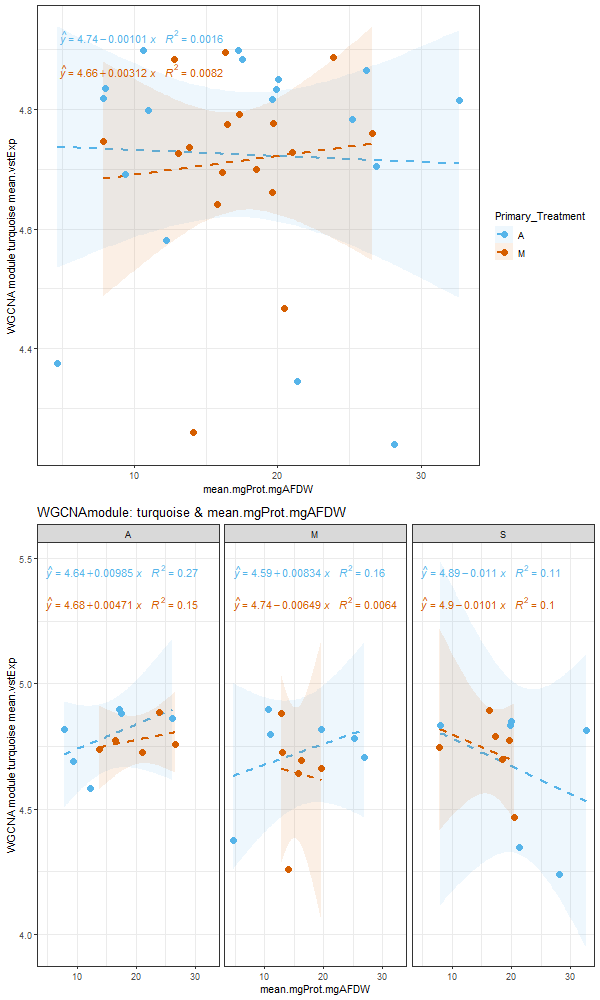 ŷ = 4.74 − 0.00101 x R² = 0.0016
ŷ = 4.66 + 0.00312 x R² = 0.0082
4.8
4.6
4.4
WGCNA module turquoise mean.vstExp
10
20
30
mean.mgProt.mgAFDW
Primary_Treatment
A
M
WGCNAmodule: turquoise & mean.mgProt.mgAFDW
A
M
S
ŷ = 4.64 + 0.00985 x R² = 0.27
ŷ = 4.68 + 0.00471 x R² = 0.15
ŷ = 4.59 + 0.00834 x R² = 0.16
ŷ = 4.74 − 0.00649 x R² = 0.0064
ŷ = 4.89 − 0.011 x R² = 0.11
ŷ = 4.9 − 0.0101 x R² = 0.1
5.5
5.0
4.5
4.0
WGCNA module turquoise mean.vstExp
10
20
30
10
20
30
10
20
30
mean.mgProt.mgAFDW